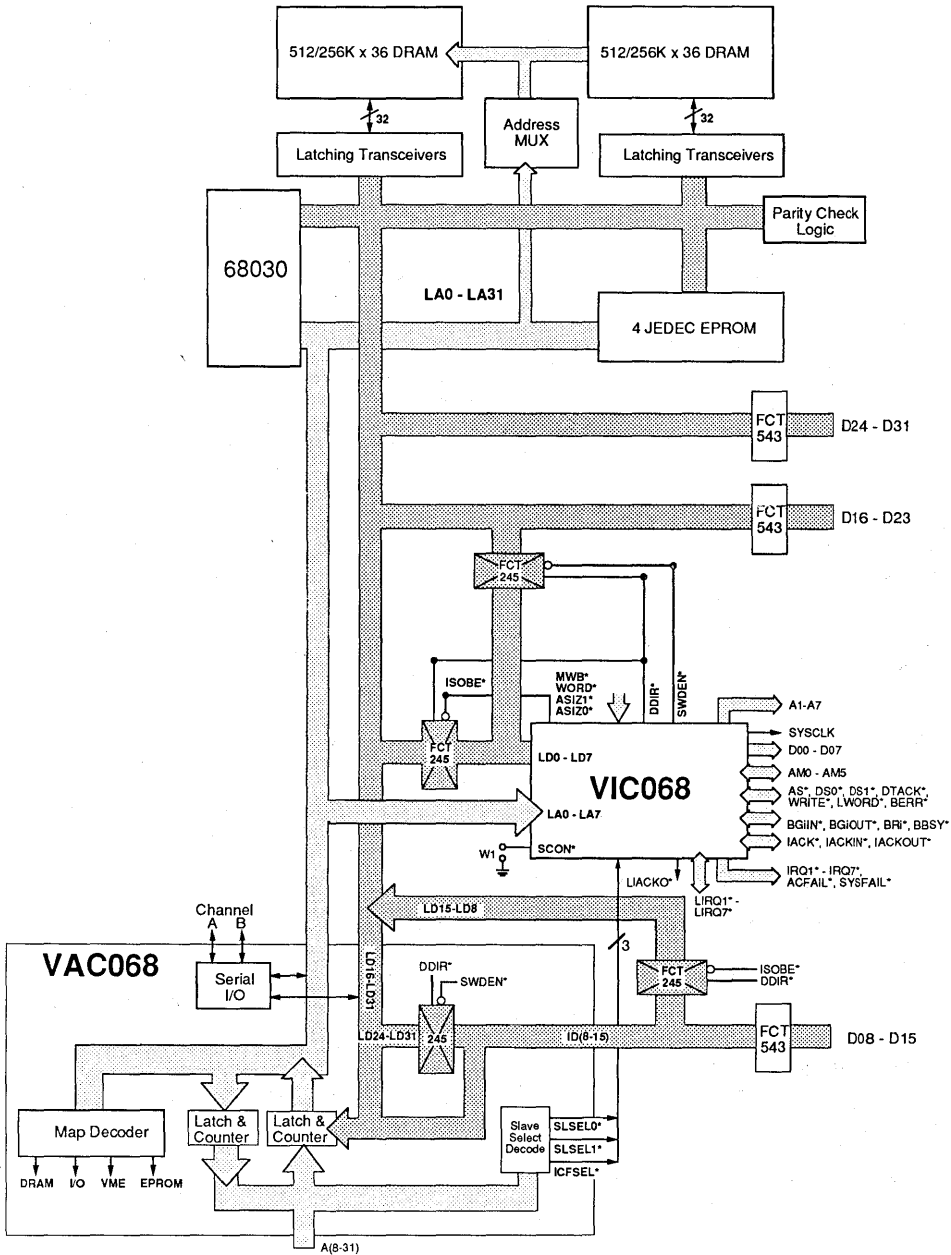 512/256K x 36 DRAM
512/256K x 36 DRAM
32
32
Address
MUX
Latching Transceivers
Latching Transceivers
Parity Check
Logic
68030
LA0 - LA31
4 JEDEC EPROM
FCT
543
D24 - D31
FCT
543
D16 - D23
FCT
245
ISOBE*
MWB*
WORD*
ASIZ1*
ASIZ0*
DDIR*
SWDEN*
A1-A7
FCT
245
LD0 - LD7
VIC068
LA0 - LA7
SCON*
W1
SYSCLK
D00 - D07
AM0 - AM5
AS*, DS0*, DS1*, DTACK*,
WRITE*, LWORD*, BERR*
BGiIN*, BGiOUT*, BRi*, BBSY*
IACK*, IACKIN*, IACKOUT*
IRQ1* - IRQ7*,
ACFAIL*, SYSFAIL*
LIACKO*
LIRQ1* -
LIRQ7*
LD15-LD8
3
Channel
A B
VAC068
Serial
I/O
LD16-LD31
DDIR*
SWDEN*
FCT
245
ISOBE*
DDIR*
LD24-LD31
245
ID(8-15)
FCT
543
D08 - D15
Map Decoder
Latch &
Counter
Latch &
Counter
Slave
Select
Decode
SLSEL0*
SLSEL1*
ICFSEL*
DRAM I/O VME EPROM
A(8-31)